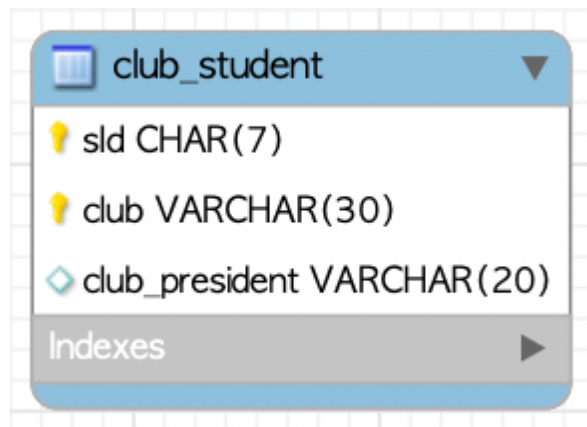 club_student
sId CHAR(7)
club VARCHAR(30)
club_president VARCHAR(20)
Indexes